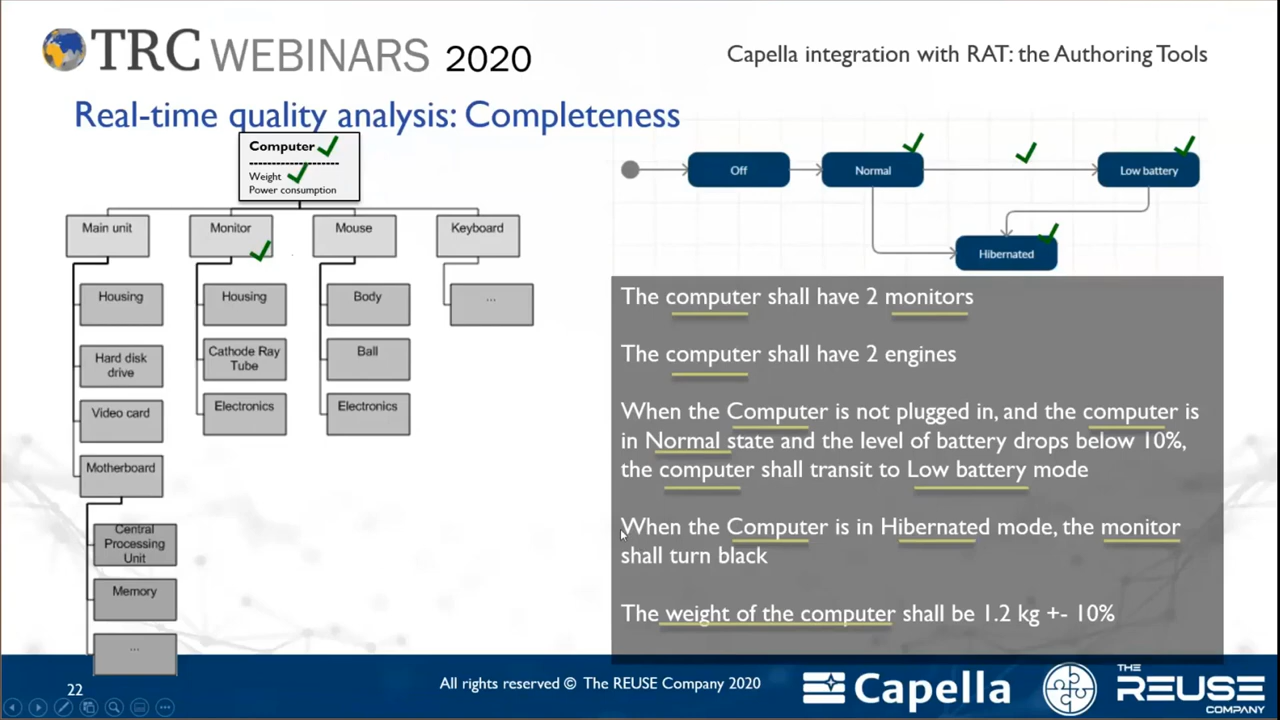 TRC WEBINARS 2020
Capella integration with RAT: the Authoring Tools
Real-time quality analysis: Completeness
Computer
--------------------
Weight
Power consumption
Main unit
Monitor
Mouse
Keyboard
Housing
Housing
Body
...
Hard disk
drive
Cathode Ray
Tube
Ball
Video card
Electronics
Electronics
Motherboard
Central
Processing
Unit
Memory
...
Off
Normal
Low battery
Hibernated
The computer shall have 2 monitors
The computer shall have 2 engines
When the Computer is not plugged in, and the computer is
in Normal state and the level of battery drops below 10%,
the computer shall transit to Low battery mode
When the Computer is in Hibernated mode, the monitor
shall turn black
The weight of the computer shall be 1.2 kg +- 10%
22
All rights reserved © The REUSE Company 2020
Capella
THE
REUSE
COMPANY